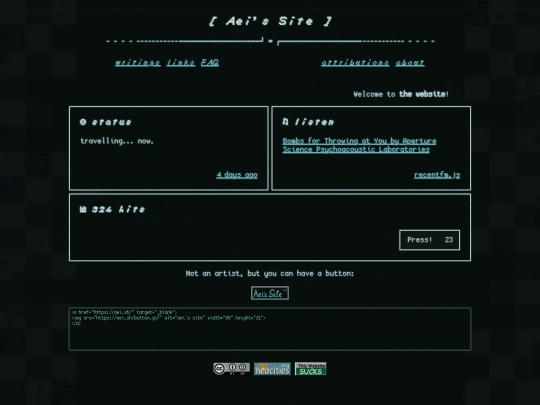 [ Aei's Site ]
writings links FAQ attributions about
Welcome to the website!
status
travelling... now.
4 days ago
listen
Bombs for Throwing at You by Aperture
Science Psychoacoustic Laboratories
recentfm.js
324 hits
Press! 23
Not an artist, but you can have a button:
Aei's Site
<a href="https://aei.sh/" target="_blank">
<img src="https://aei.sh/button.gif" alt="aei's site" width="88" height="31">
</a>
neocities
SUCKS